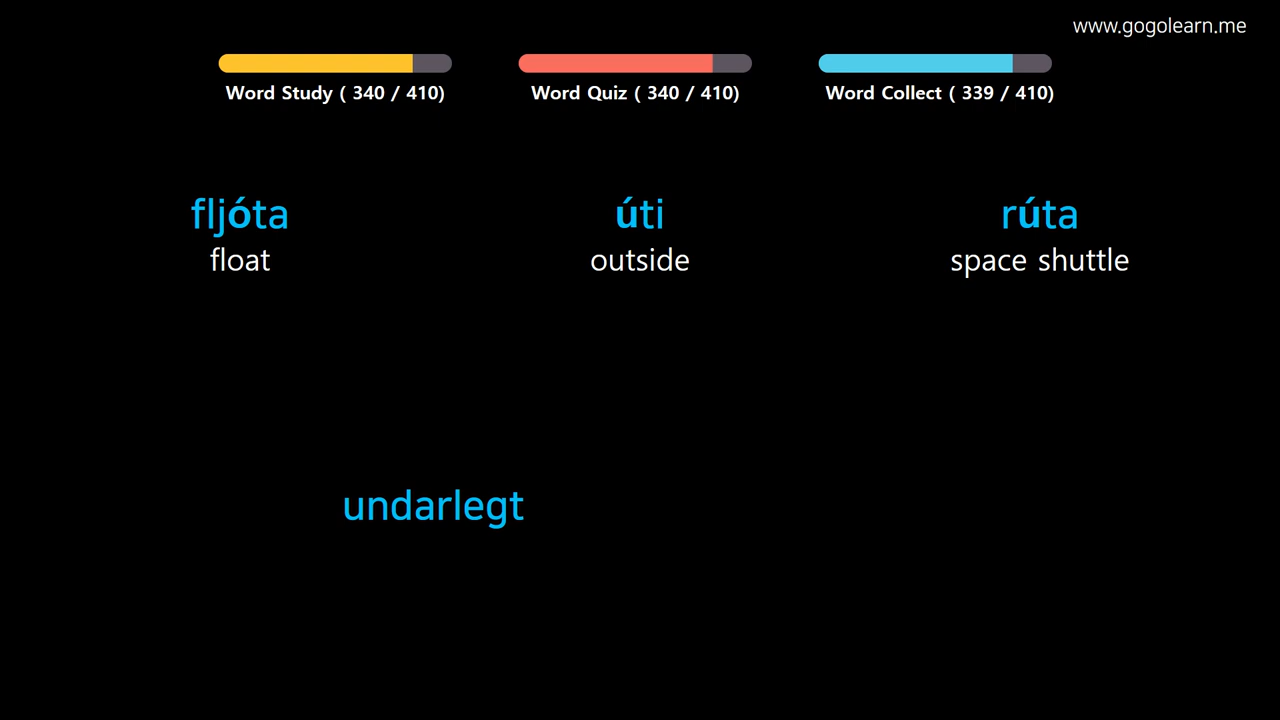 www.gogolearn.me
Word Study ( 340 / 410)
Word Quiz ( 340 / 410)
Word Collect ( 339 / 410)
fljóta
float
úti
outside
rúta
space shuttle
undarlegt